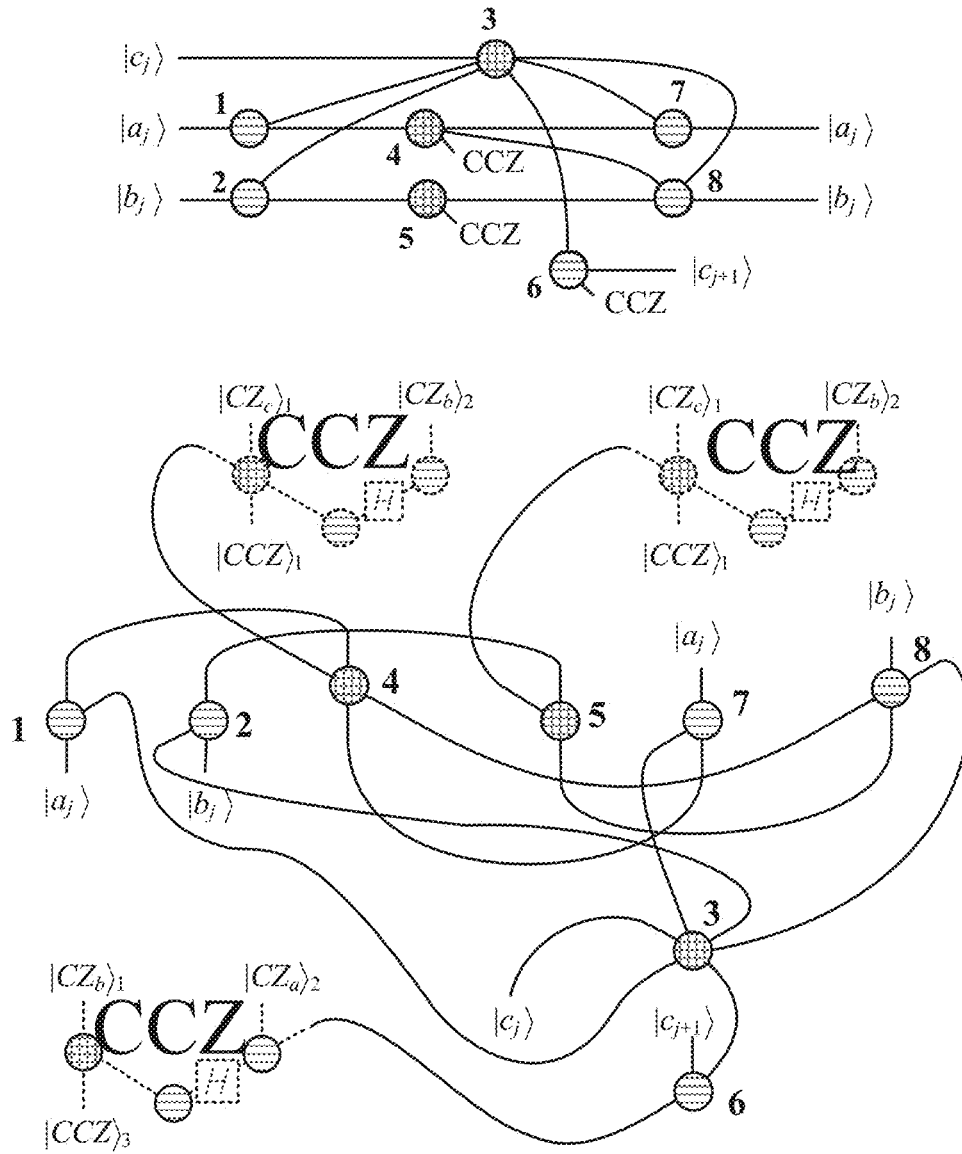 3
|c_j⟩
1
7
|a_j⟩ |a_j⟩
4 CCZ
2
8
|b_j⟩ |b_j⟩
5 CCZ
6
|c_{j+1}⟩
CCZ
|CZ_c⟩_1 |CZ_b⟩_2 |CZ_c⟩_1 |CZ_b⟩_2
CCZ CCZ
H H
|CCZ⟩_1 |CCZ⟩_1
|b_j⟩
|a_j⟩
8
4
1 2 5 7
|a_j⟩ |b_j⟩
3
|CZ_b⟩_1 |CZ_a⟩_2
|c_j⟩ |c_{j+1}⟩
CCZ
H
6
|CCZ⟩_3